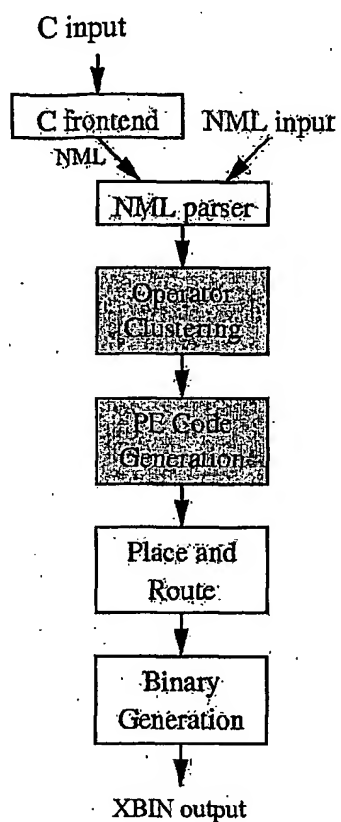 C input
C frontend
NML input
NML
NML parser
Operator
Clustering
PE Code
Generation
Place and
Route
Binary
Generation
XBIN output